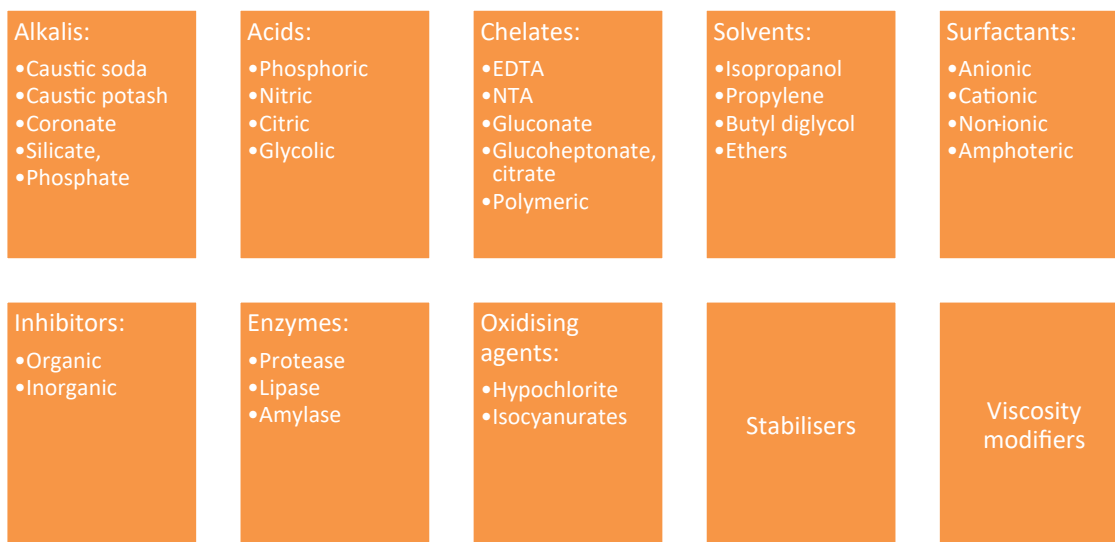 Alkalis:
•Caustic soda
•Caustic potash
•Coronate
•Silicate,
•Phosphate
Acids:
•Phosphoric
•Nitric
•Citric
•Glycolic
Chelates:
•EDTA
•NTA
•Gluconate
•Glucoheptonate,
citrate
•Polymeric
Solvents:
•Isopropanol
•Propylene
•Butyl diglycol
•Ethers
Surfactants:
•Anionic
•Cationic
•Non-ionic
•Amphoteric
Inhibitors:
•Organic
•Inorganic
Enzymes:
•Protease
•Lipase
•Amylase
Oxidising
agents:
•Hypochlorite
•Isocyanurates
Stabilisers
Viscosity
modifiers